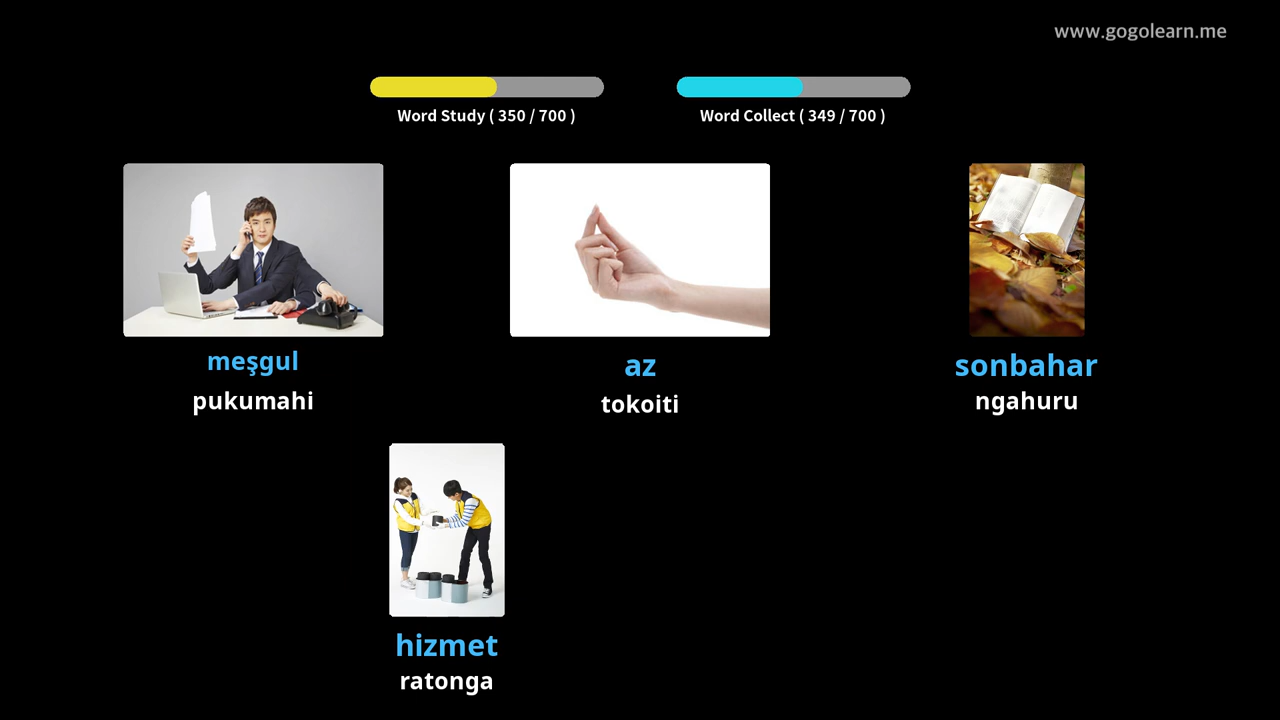 www.gogolearn.me
Word Study ( 350 / 700 )
Word Collect ( 349 / 700 )
meşgul
pukumahi
az
tokoiti
sonbahar
ngahuru
hizmet
ratonga